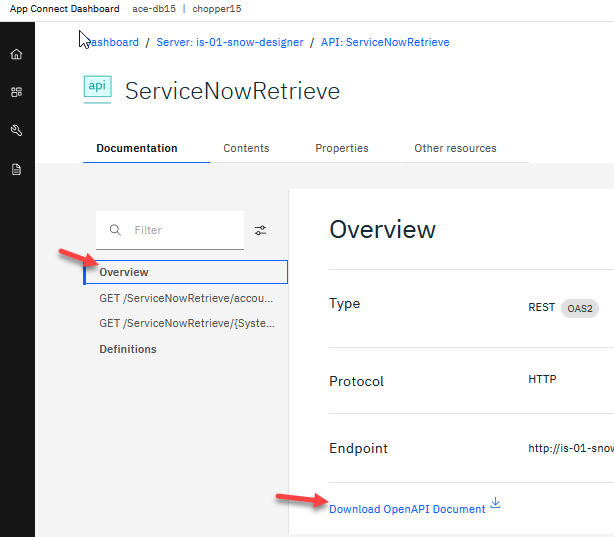 App Connect Dashboard ace-db15 | chopper15
Dashboard / Server: is-01-snow-designer / API: ServiceNowRetrieve
api ServiceNowRetrieve
Documentation Contents Properties Other resources
Filter
Overview
GET /ServiceNowRetrieve/accou...
GET /ServiceNowRetrieve/{Syste...
Definitions
Overview
Type REST OAS2
Protocol HTTP
Endpoint http://is-01-snow
Download OpenAPI Document